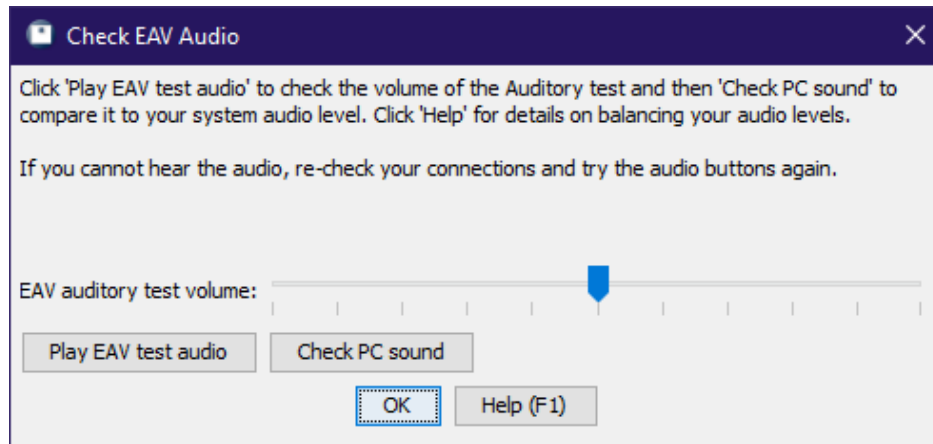 Check EAV Audio
Click 'Play EAV test audio' to check the volume of the Auditory test and then 'Check PC sound' to
compare it to your system audio level. Click 'Help' for details on balancing your audio levels.
If you cannot hear the audio, re-check your connections and try the audio buttons again.
EAV auditory test volume:
Play EAV test audio
Check PC sound
OK
Help (F1)